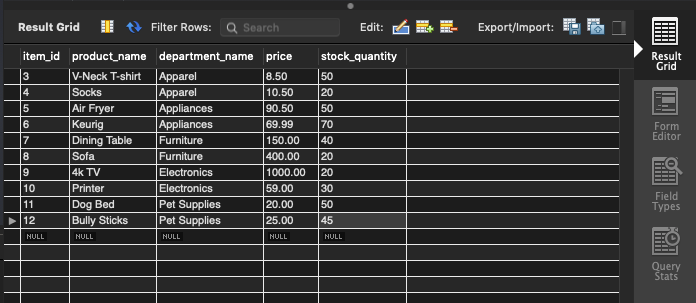 Result Grid Filter Rows: Search Edit: Export/Import:
item_id product_name department_name price stock_quantity
3 V-Neck T-shirt Apparel 8.50 50
4 Socks Apparel 10.50 20
5 Air Fryer Appliances 90.50 50
6 Keurig Appliances 69.99 70
7 Dining Table Furniture 150.00 40
8 Sofa Furniture 400.00 20
9 4k TV Electronics 1000.00 20
10 Printer Electronics 59.00 30
11 Dog Bed Pet Supplies 20.00 50
12 Bully Sticks Pet Supplies 25.00 45
NULL NULL NULL NULL NULL
Result
Grid
Form
Editor
Field
Types
Query
Stats